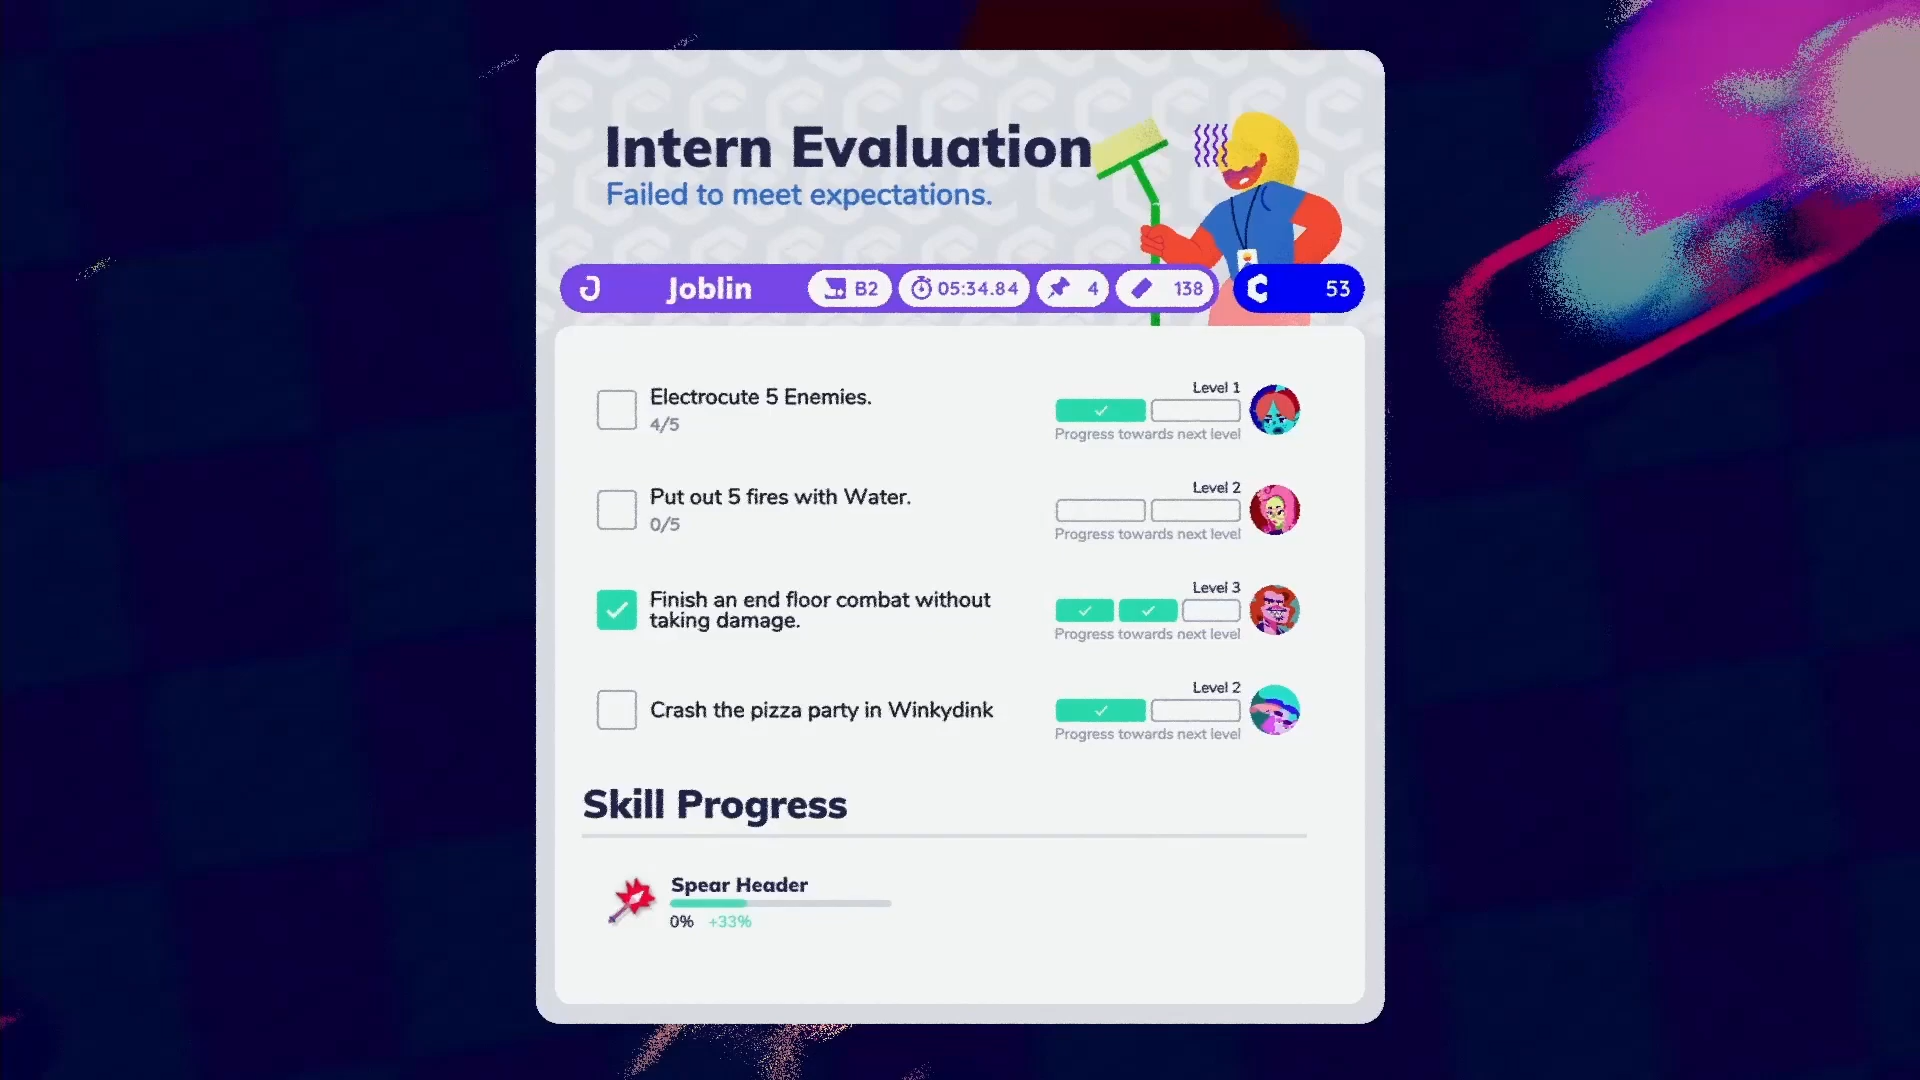 Intern Evaluation
Failed to meet expectations.
Joblin B2 05:34.84 4 138 53
Electrocute 5 Enemies.
4/5
Level 1
Progress towards next level
Put out 5 fires with Water.
0/5
Level 2
Progress towards next level
Finish an end floor combat without
taking damage.
Level 3
Progress towards next level
Crash the pizza party in Winkydink
Level 2
Progress towards next level
Skill Progress
Spear Header
0% +33%